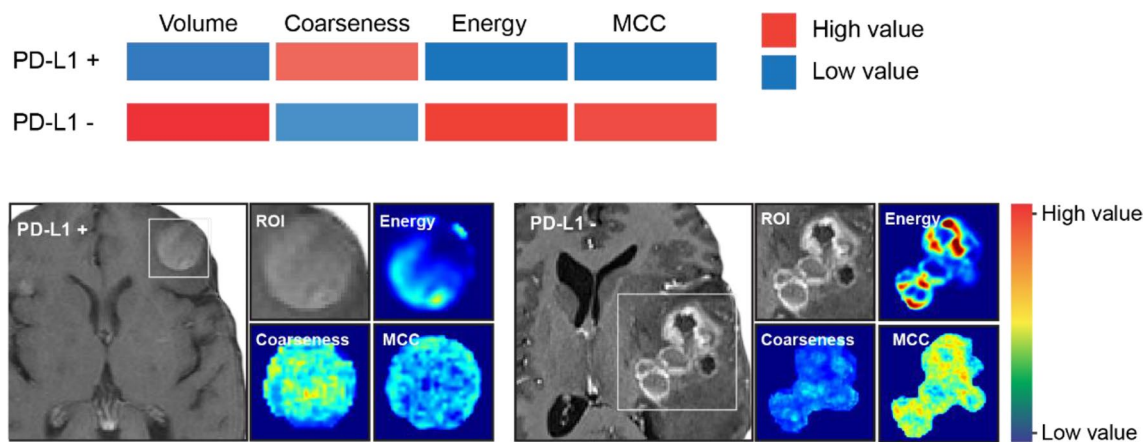 Volume Coarseness Energy MCC
PD-L1 +
PD-L1 -
High value
Low value
PD-L1 +
ROI
Energy
Coarseness
MCC
PD-L1 -
ROI
Energy
Coarseness
MCC
High value
Low value